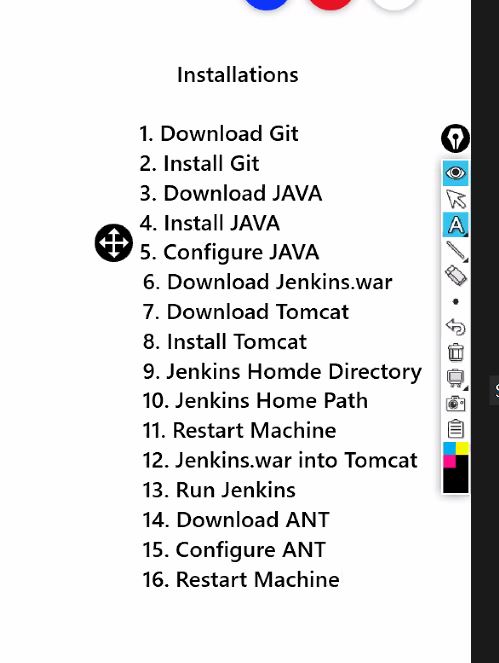 Installations
1. Download Git
2. Install Git
3. Download JAVA
4. Install JAVA
5. Configure JAVA
6. Download Jenkins.war
7. Download Tomcat
8. Install Tomcat
9. Jenkins Homde Directory
10. Jenkins Home Path
11. Restart Machine
12. Jenkins.war into Tomcat
13. Run Jenkins
14. Download ANT
15. Configure ANT
16. Restart Machine
A